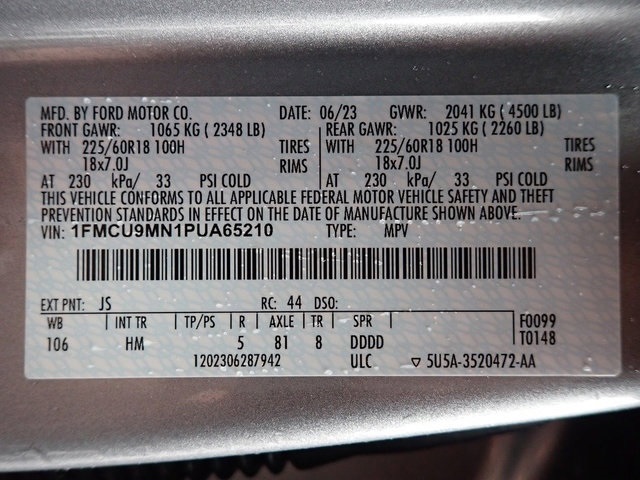 MFD. BY FORD MOTOR CO. DATE: 06/23 GVWR: 2041 KG ( 4500 LB)
FRONT GAWR: 1065 KG ( 2348 LB) REAR GAWR: 1025 KG ( 2260 LB)
WITH 225/60R18 100H TIRES WITH 225/60R18 100H TIRES
18x7.0J RIMS 18x7.0J RIMS
AT 230 kPa/ 33 PSI COLD AT 230 kPa/ 33 PSI COLD
THIS VEHICLE CONFORMS TO ALL APPLICABLE FEDERAL MOTOR VEHICLE SAFETY AND THEFT
PREVENTION STANDARDS IN EFFECT ON THE DATE OF MANUFACTURE SHOWN ABOVE.
VIN: 1FMCU9MN1PUA65210 TYPE: MPV
EXT PNT: JS RC: 44 DSO:
WB INT TR TP/PS R AXLE TR SPR F0099
106 HM 5 81 8 DDDD T0148
1202306287942 ULC ▽ 5U5A-3520472-AA